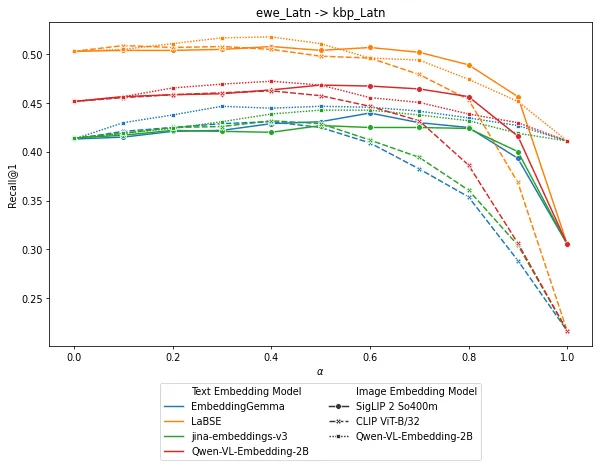 ewe_Latn -> kbp_Latn
Recall@1
0.50
0.45
0.40
0.35
0.30
0.25
0.0
0.2
0.4
0.6
0.8
1.0
α
Text Embedding Model
EmbeddingGemma
LaBSE
jina-embeddings-v3
Qwen-VL-Embedding-2B
Image Embedding Model
SigLIP 2 So400m
CLIP ViT-B/32
Qwen-VL-Embedding-2B